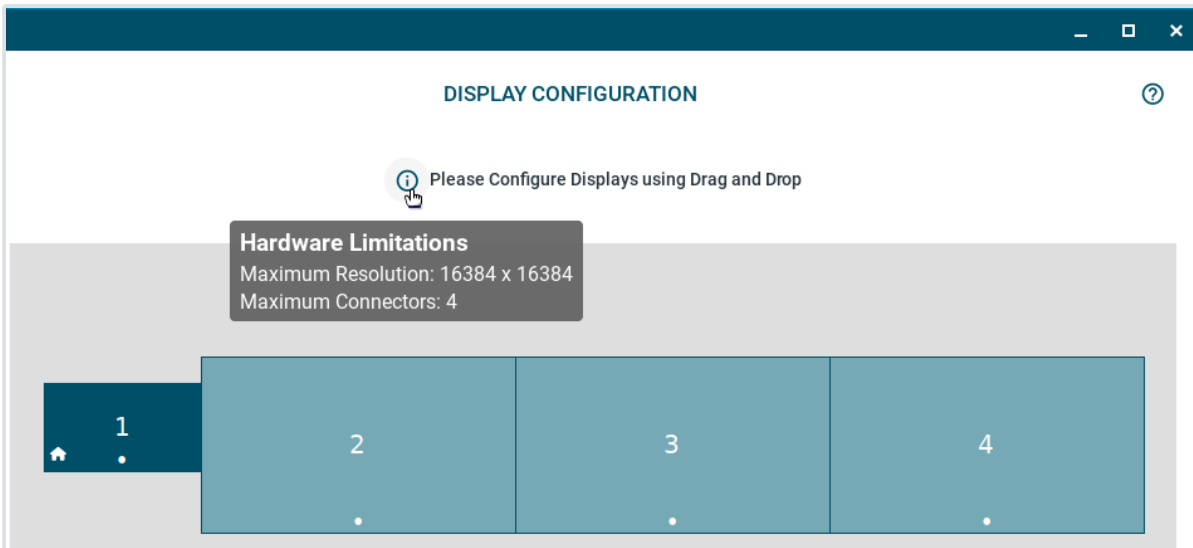 DISPLAY CONFIGURATION
Please Configure Displays using Drag and Drop
Hardware Limitations
Maximum Resolution: 16384 x 16384
Maximum Connectors: 4
1
2
3
4